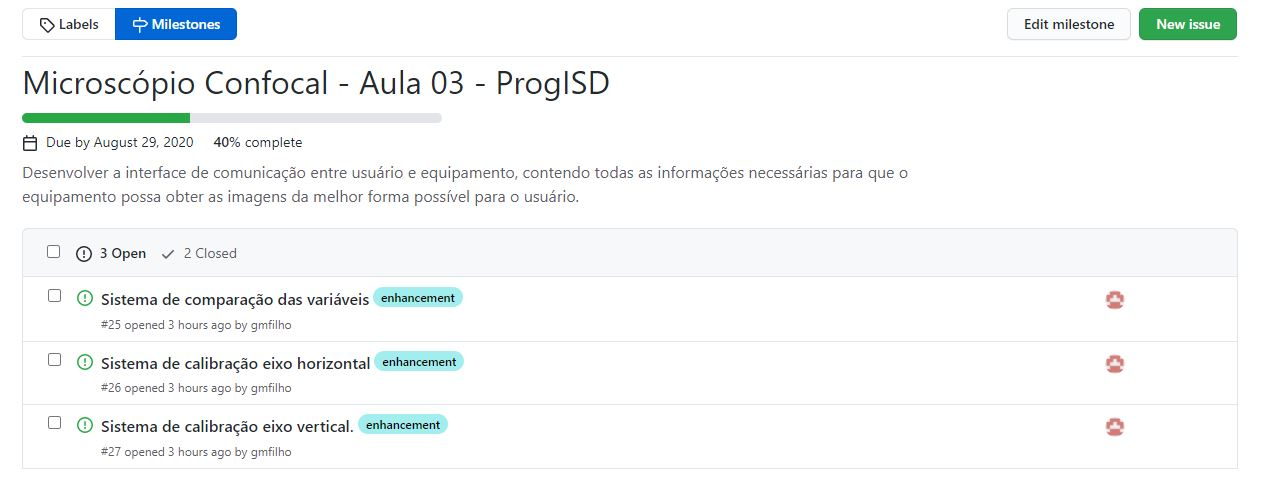 Labels Milestones Edit milestone New issue
Microscópio Confocal - Aula 03 - ProgISD
Due by August 29, 2020 40% complete
Desenvolver a interface de comunicação entre usuário e equipamento, contendo todas as informações necessárias para que o
equipamento possa obter as imagens da melhor forma possível para o usuário.
3 Open 2 Closed
Sistema de comparação das variáveis enhancement
#25 opened 3 hours ago by gmfilho
Sistema de calibração eixo horizontal enhancement
#26 opened 3 hours ago by gmfilho
Sistema de calibração eixo vertical. enhancement
#27 opened 3 hours ago by gmfilho